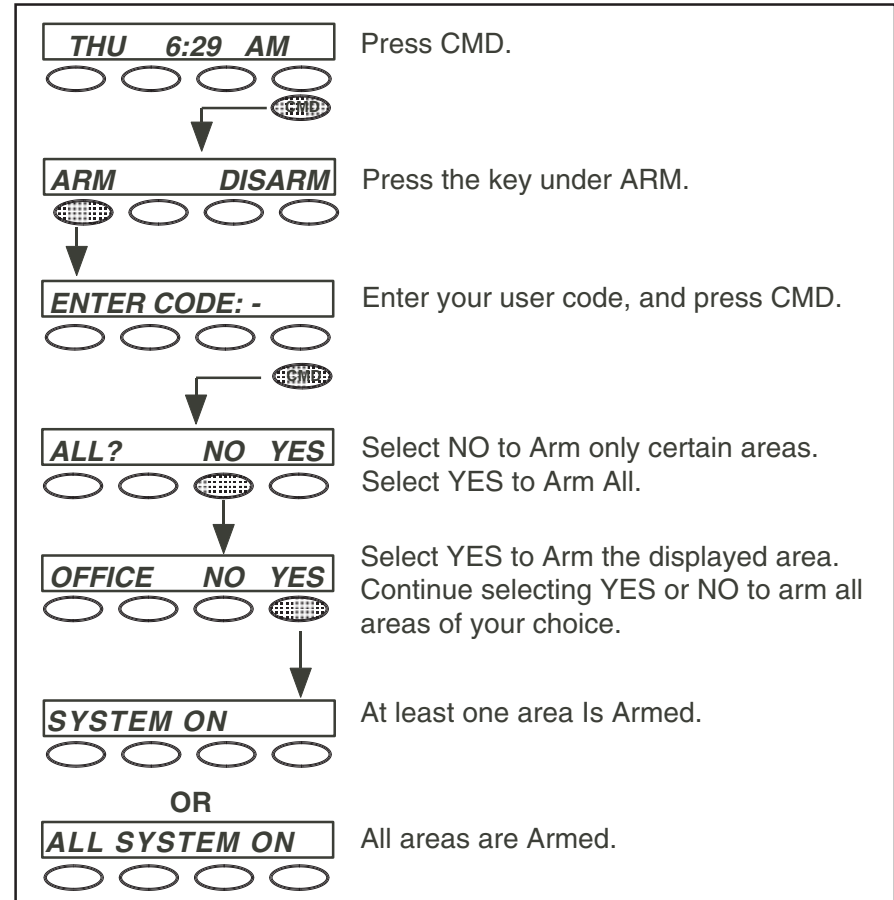 THU 6:29 AM
Press CMD.
CMD
ARM DISARM
Press the key under ARM.
ENTER CODE: -
Enter your user code, and press CMD.
CMD
ALL? NO YES
Select NO to Arm only certain areas.
Select YES to Arm All.
OFFICE NO YES
Select YES to Arm the displayed area.
Continue selecting YES or NO to arm all
areas of your choice.
SYSTEM ON
At least one area Is Armed.
OR
ALL SYSTEM ON
All areas are Armed.